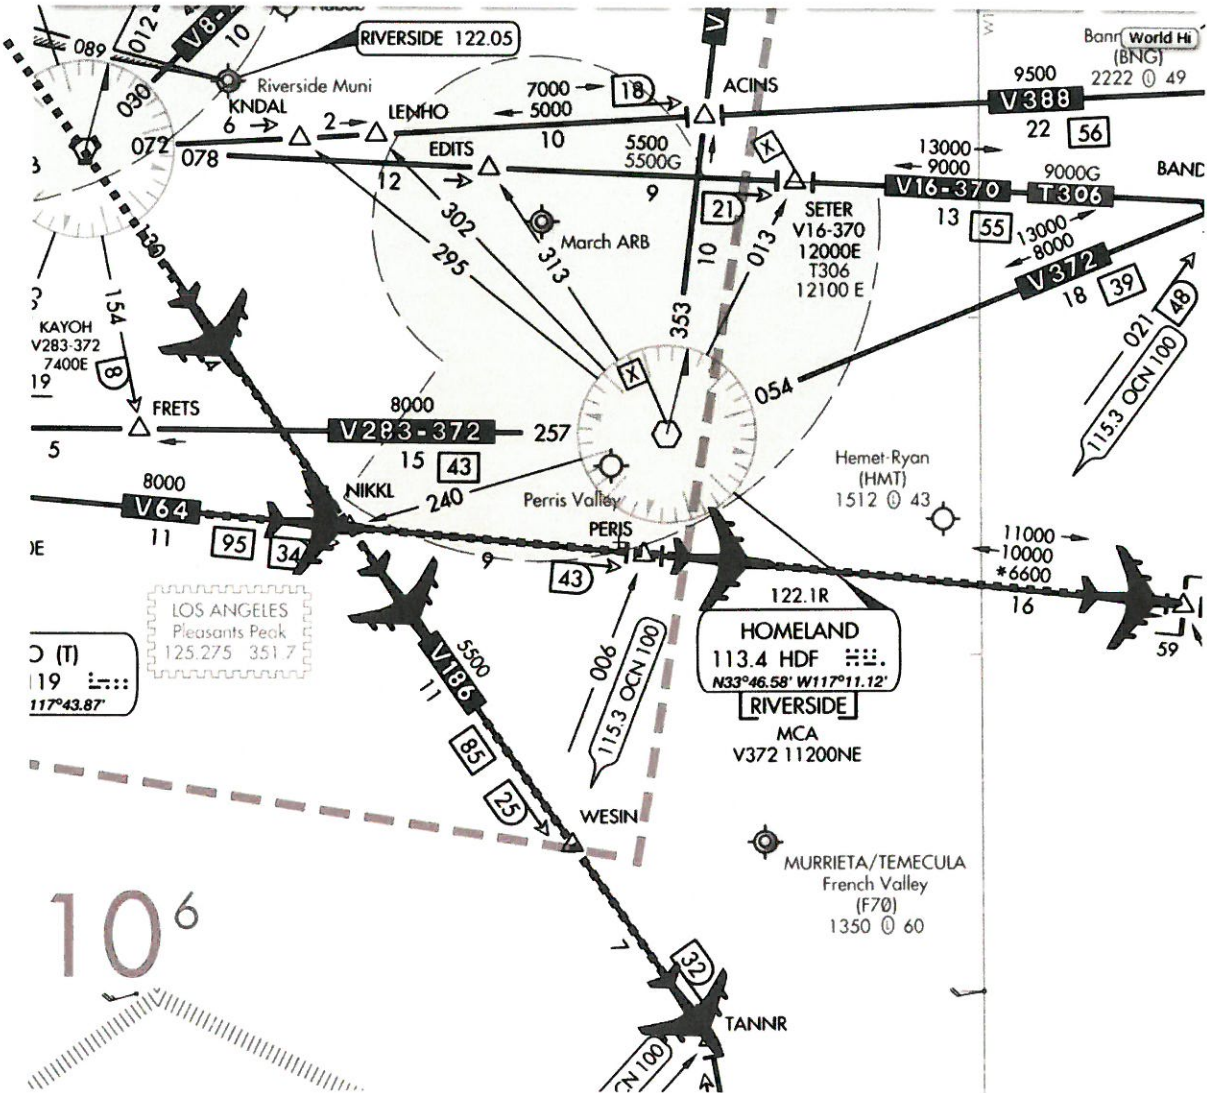 RIVERSIDE 122.05
089
012
V8-
10
030
Riverside Muni
KNDAL
6
2
LENHO
072
078
7000
5000
18
ACINS
10
EDITS
12
5500
5500G
9
21
X
SETER
V16-370
12000E
T306
12100 E
World Hi
(BNG)
2222 49
9500
V388
22 56
13000
9000
V16-370
9000G
T306
13 55
BAND
13000
8000
V372
18 39
021
48
115.3 OCN 100
March ARB
302
295
313
10
353
013
054
X
130
154
KAYOH
V283-372
7400E
8
19
4
FRETS
5
8000
V283-372
15 43
257
NIKKL
240
8000
V64
11
95
34
Perris Valley
PERIS
9
43
Hemet-Ryan
(HMT)
1512 43
11000
10000
*6600
16
59
LOS ANGELES
Pleasants Peak
125.275 351.7
(T)
117°43.87'
5500
V186
11
85
25
WESIN
006
115.3 OCN 100
122.1R
HOMELAND
113.4 HDF
N33°46.58' W117°11.12'
RIVERSIDE
MCA
V372 11200NE
MURRIETA/TEMECULA
French Valley
(F70)
1350 60
10 6
7
32
TANNR
CN 100